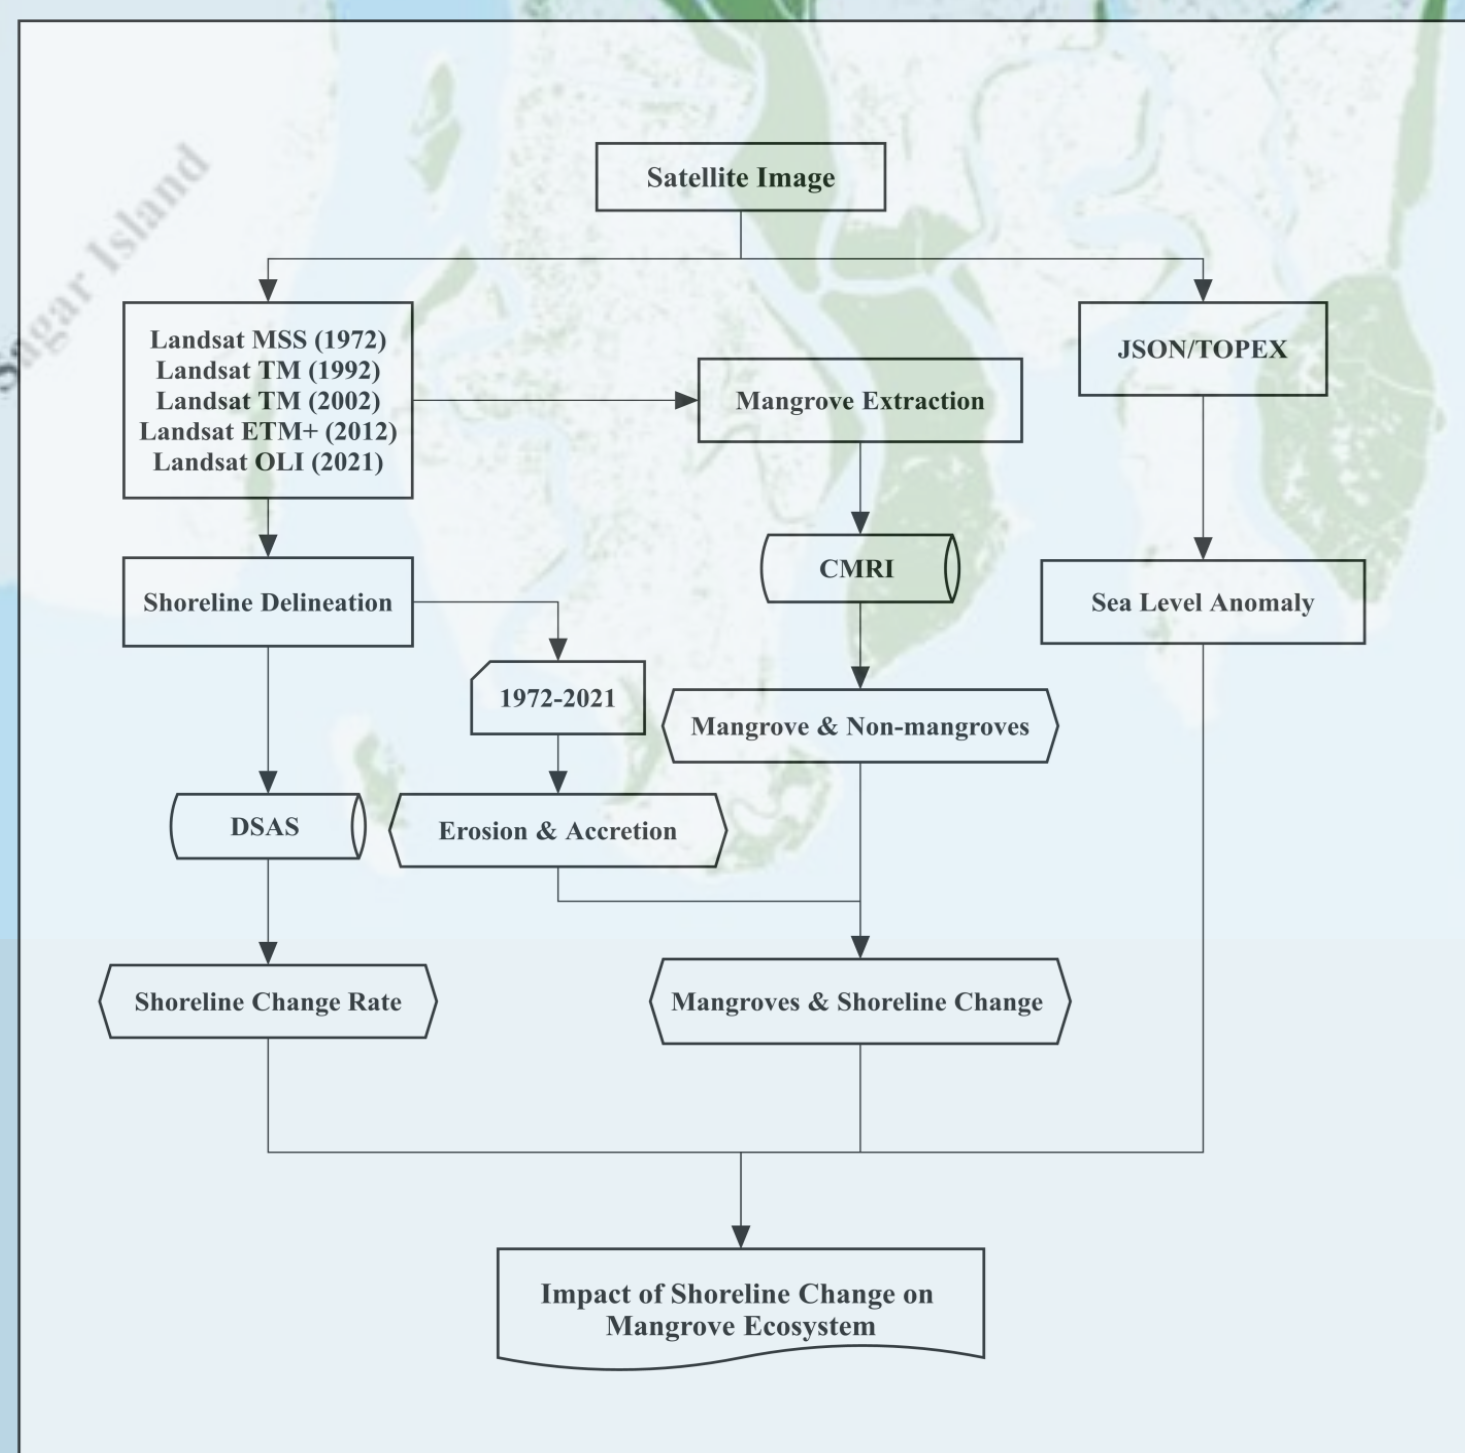 Sagar Island
Satellite Image
Landsat MSS (1972)
Landsat TM (1992)
Landsat TM (2002)
Landsat ETM+ (2012)
Landsat OLI (2021)
JSON/TOPEX
Mangrove Extraction
CMRI
Shoreline Delineation
Sea Level Anomaly
1972-2021
Mangrove & Non-mangroves
DSAS
Erosion & Accretion
Shoreline Change Rate
Mangroves & Shoreline Change
Impact of Shoreline Change on
Mangrove Ecosystem